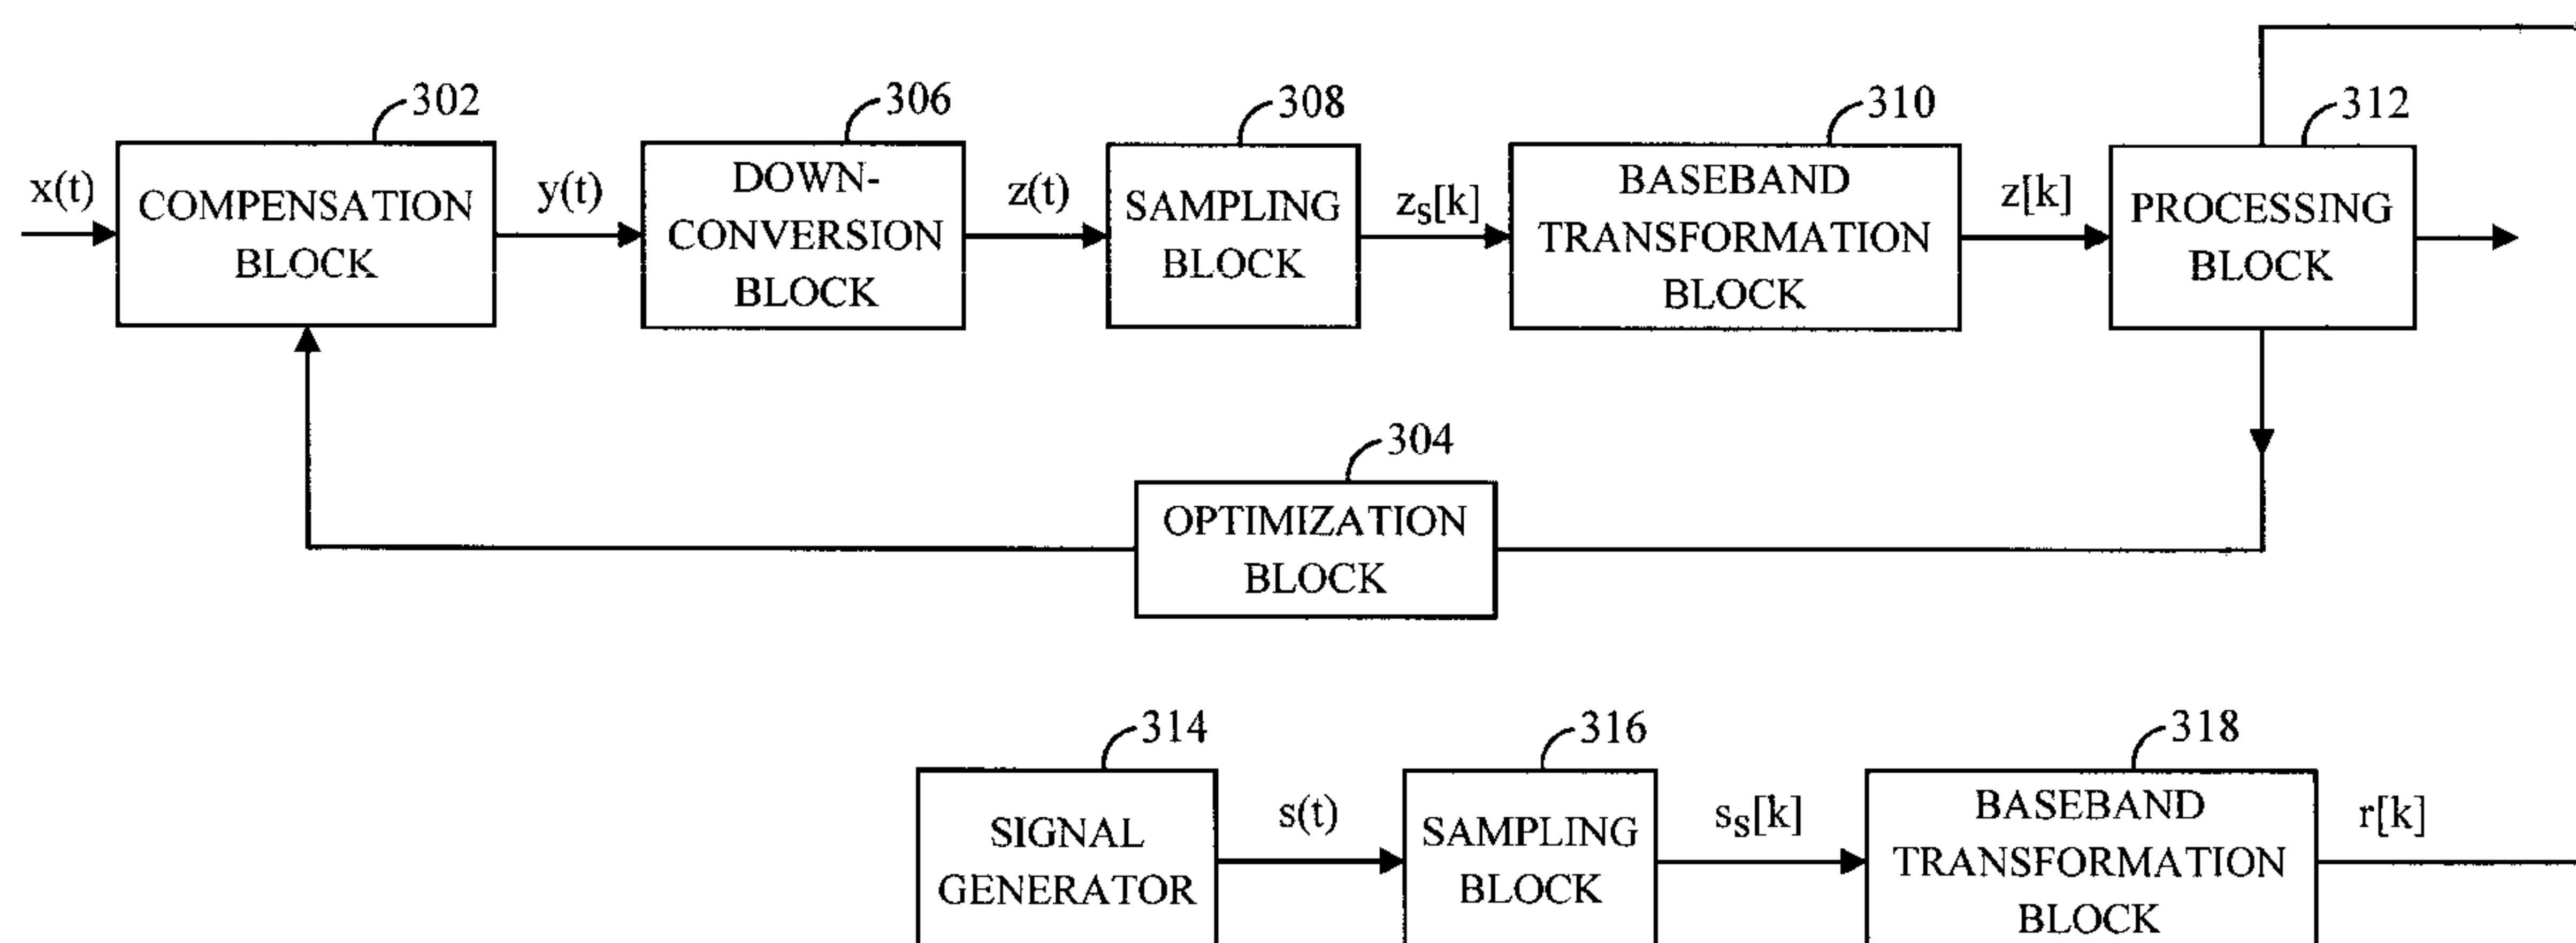 302
306
308
310
312
x(t)
COMPENSATION
BLOCK
y(t)
DOWN-
CONVERSION
BLOCK
z(t)
SAMPLING
BLOCK
zs[k]
BASEBAND
TRANSFORMATION
BLOCK
z[k]
PROCESSING
BLOCK
304
OPTIMIZATION
BLOCK
314
316
318
SIGNAL
GENERATOR
s(t)
SAMPLING
BLOCK
ss[k]
BASEBAND
TRANSFORMATION
BLOCK
r[k]